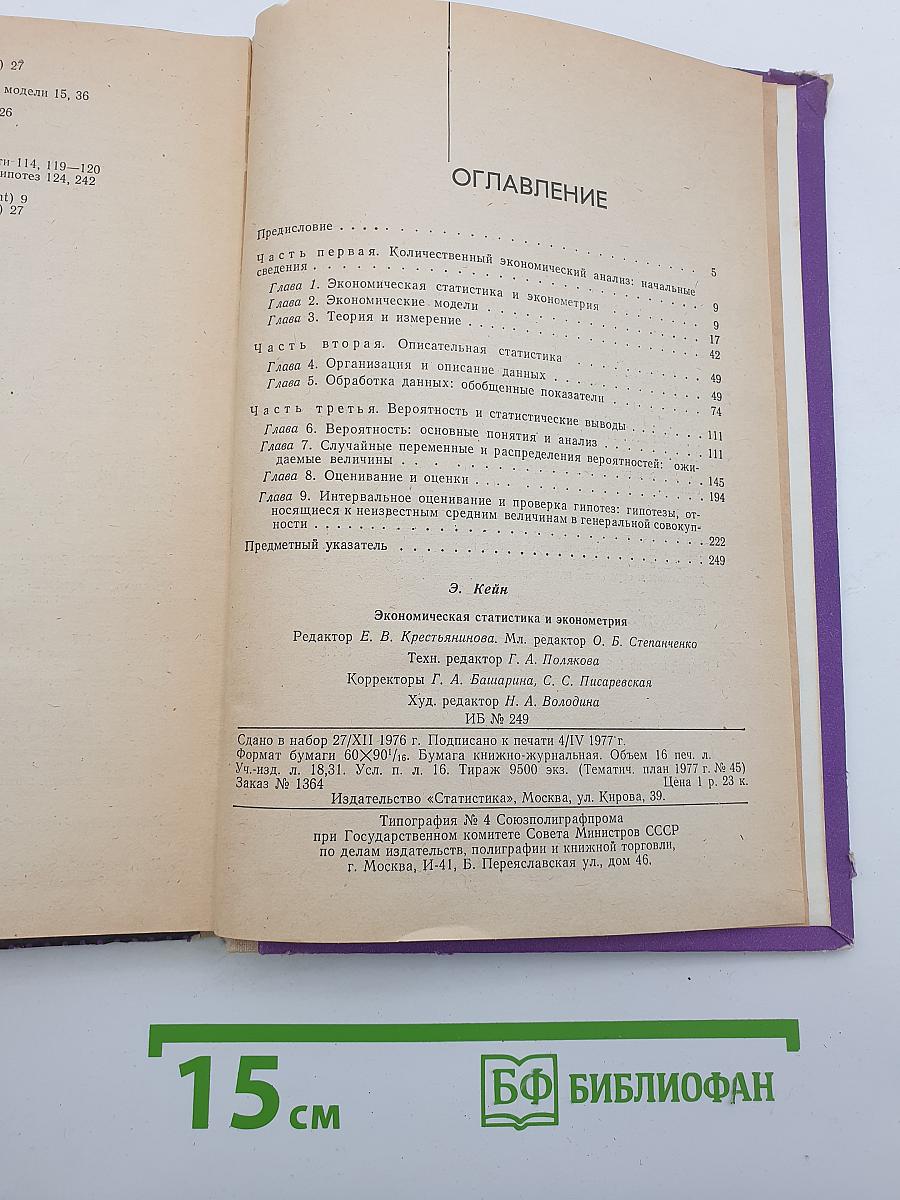 ) 27
модели 15, 36
26
ти 114, 119—120
ипотез 124, 242
nt) 9
) 27
ОГЛАВЛЕНИЕ
Предисловие . . . 5
Часть первая. Количественный экономический анализ: начальные
сведения . . . 9
Глава 1. Экономическая статистика и эконометрия . . . 9
Глава 2. Экономические модели . . . 17
Глава 3. Теория и измерение . . . 42
Часть вторая. Описательная статистика . . . 49
Глава 4. Организация и описание данных . . . 49
Глава 5. Обработка данных: обобщенные показатели . . . 74
Часть третья. Вероятность и статистические выводы . . . 111
Глава 6. Вероятность: основные понятия и анализ . . . 111
Глава 7. Случайные переменные и распределения вероятностей: ожи-
даемые величины . . . 145
Глава 8. Оценивание и оценки . . . 194
Глава 9. Интервальное оценивание и проверка гипотез: гипотезы, от-
носящиеся к неизвестным средним величинам в генеральной совокуп-
ности . . . 222
Предметный указатель . . . 249
Э. Кейн
Экономическая статистика и эконометрия
Редактор Е. В. Крестьянинова. Мл. редактор О. Б. Степанченко
Техн. редактор Г. А. Полякова
Корректоры Г. А. Башарина, С. С. Писаревская
Худ. редактор Н. А. Володина
ИБ № 249
Сдано в набор 27/XII 1976 г. Подписано к печати 4/IV 1977 г.
Формат бумаги 60×90¹/₁₆. Бумага книжно-журнальная. Объем 16 печ. л.
Уч.-изд. л. 18,31. Усл. п. л. 16. Тираж 9500 экз. (Тематич. план 1977 г. № 45)
Заказ № 1364 Цена 1 р. 23 к.
Издательство «Статистика», Москва, ул. Кирова, 39.
Типография № 4 Союзполиграфпрома
при Государственном комитете Совета Министров СССР
по делам издательств, полиграфии и книжной торговли,
г. Москва, И-41, Б. Переяславская ул., дом 46.
15 см
БФ БИБЛИОФАН